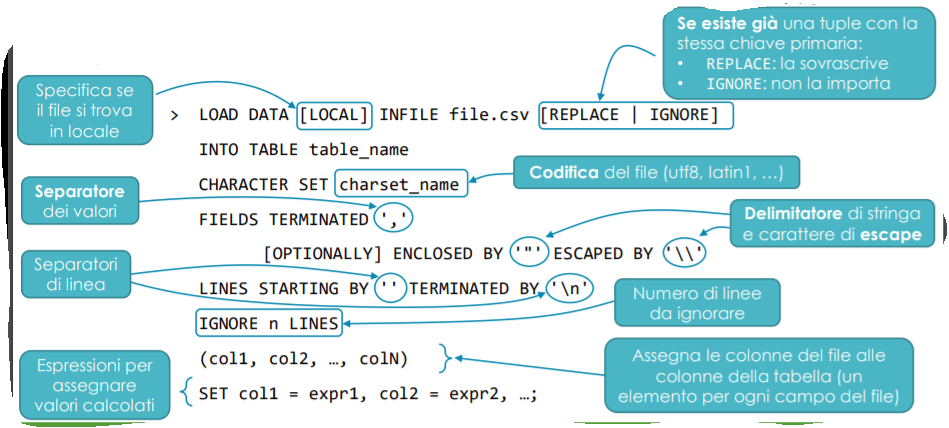 Se esiste già una tuple con la
stessa chiave primaria:
• REPLACE: la sovrascrive
• IGNORE: non la importa
Specifica se
il file si trova
in locale
> LOAD DATA [LOCAL] INFILE file.csv [REPLACE | IGNORE]
INTO TABLE table_name
CHARACTER SET charset_name
Codifica del file (utf8, latin1, …)
Separatore
dei valori
FIELDS TERMINATED ','
Delimitatore di stringa
e carattere di escape
[OPTIONALLY] ENCLOSED BY '"' ESCAPED BY '\\'
Separatori
di linea
LINES STARTING BY '' TERMINATED BY '\n'
Numero di linee
da ignorare
IGNORE n LINES
(col1, col2, …, colN)
Assegna le colonne del file alle
colonne della tabella (un
elemento per ogni campo del file)
Espressioni per
assegnare
valori calcolati
SET col1 = expr1, col2 = expr2, …;